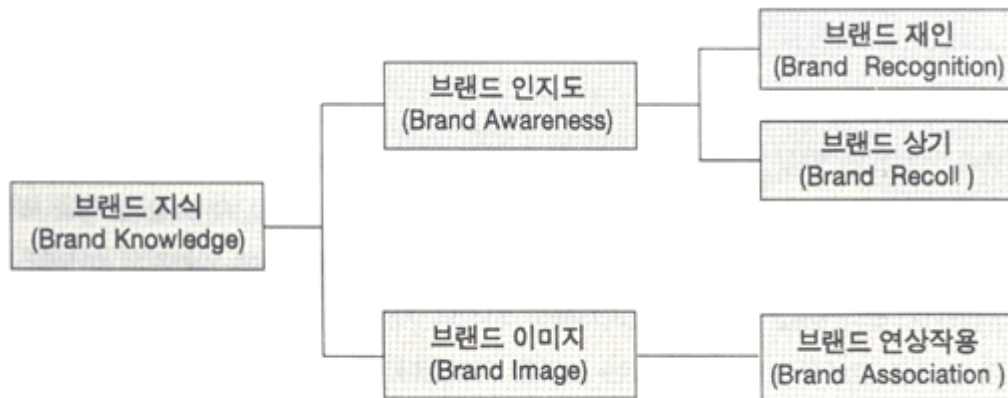 브랜드 재인
(Brand Recognition)
브랜드 인지도
(Brand Awareness)
브랜드 상기
(Brand Recoll )
브랜드 지식
(Brand Knowledge)
브랜드 이미지
(Brand Image)
브랜드 연상작용
(Brand Association )